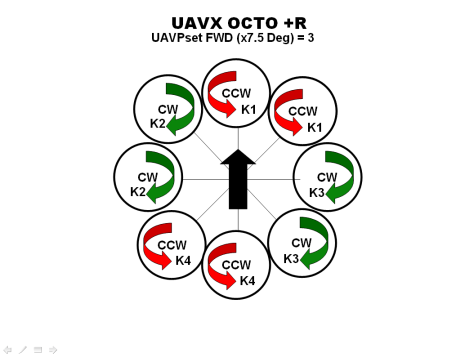 UAVX OCTO +R
UAVPset FWD (x7.5 Deg) = 3
CCW
K1
CW
K2
CCW
K1
CW
K2
CW
K3
CCW
K4
CCW
K4
CW
K3